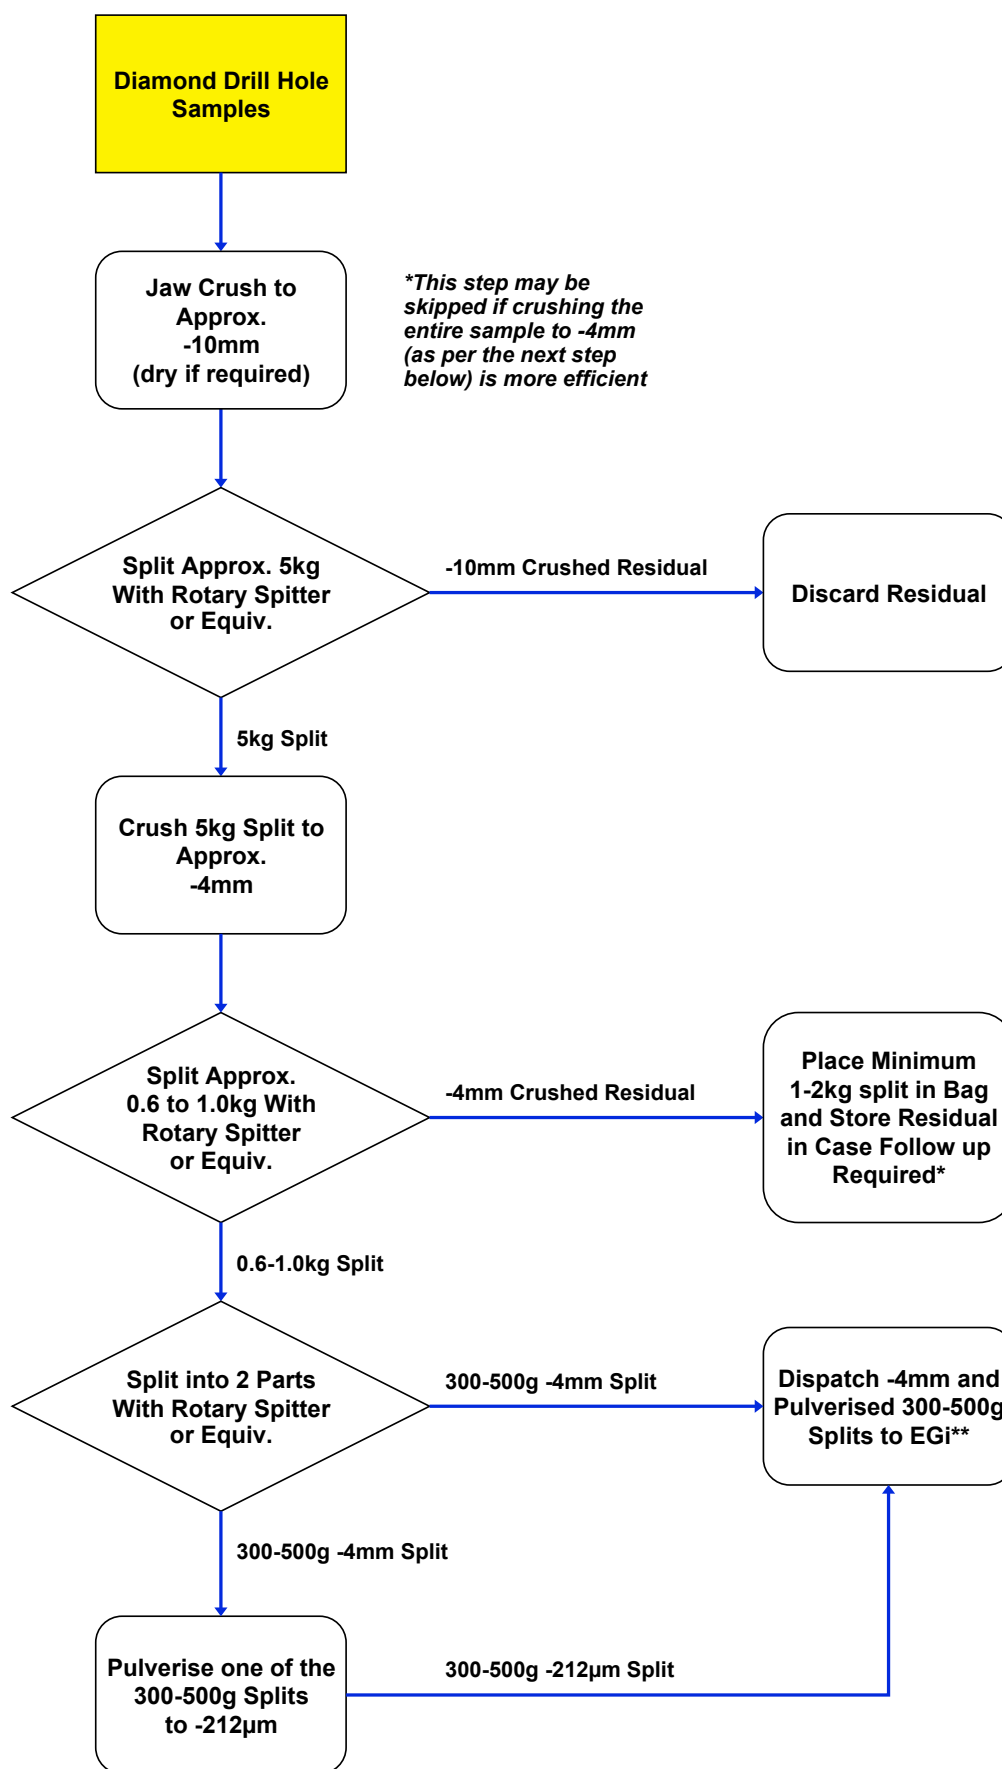 Diamond Drill Hole
Samples
Jaw Crush to
Approx.
-10mm
(dry if required)
*This step may be
skipped if crushing the
entire sample to -4mm
(as per the next step
below) is more efficient
Split Approx. 5kg
With Rotary Spitter
or Equiv.
-10mm Crushed Residual
Discard Residual
5kg Split
Crush 5kg Split to
Approx.
-4mm
Split Approx.
0.6 to 1.0kg With
Rotary Spitter
or Equiv.
-4mm Crushed Residual
Place Minimum
1-2kg split in Bag
and Store Residual
in Case Follow up
Required*
0.6-1.0kg Split
Split into 2 Parts
With Rotary Spitter
or Equiv.
300-500g -4mm Split
Dispatch -4mm and
Pulverised 300-500g
Splits to EGi**
300-500g -4mm Split
Pulverise one of the
300-500g Splits
to -212µm
300-500g -212µm Split